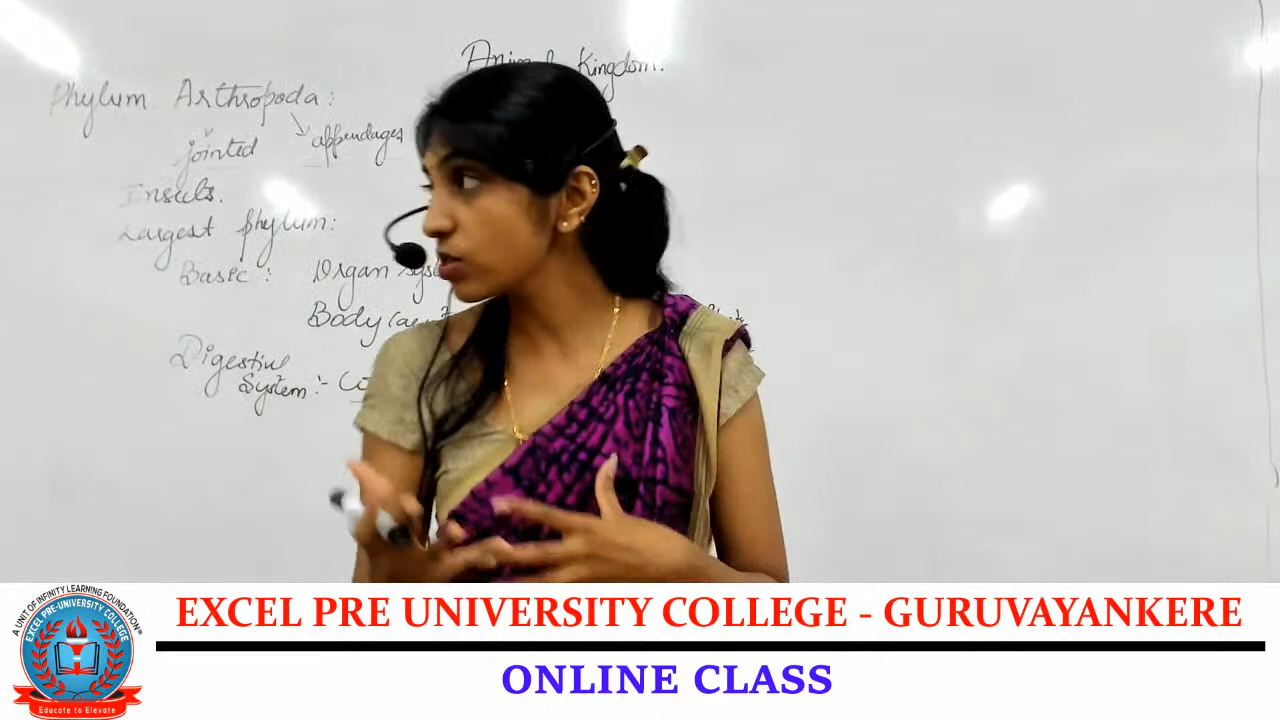 Kingdom.
Phylum Arthropoda :
jointed appendages
Insects.
Largest phylum:
Basic : Organ
Body
Digestive
System :-
A UNIT OF INFINITY LEARNING FOUNDATION®
EXCEL PRE-UNIVERSITY COLLEGE
Educate to Elevate
EXCEL PRE UNIVERSITY COLLEGE - GURUVAYANKERE
ONLINE CLASS